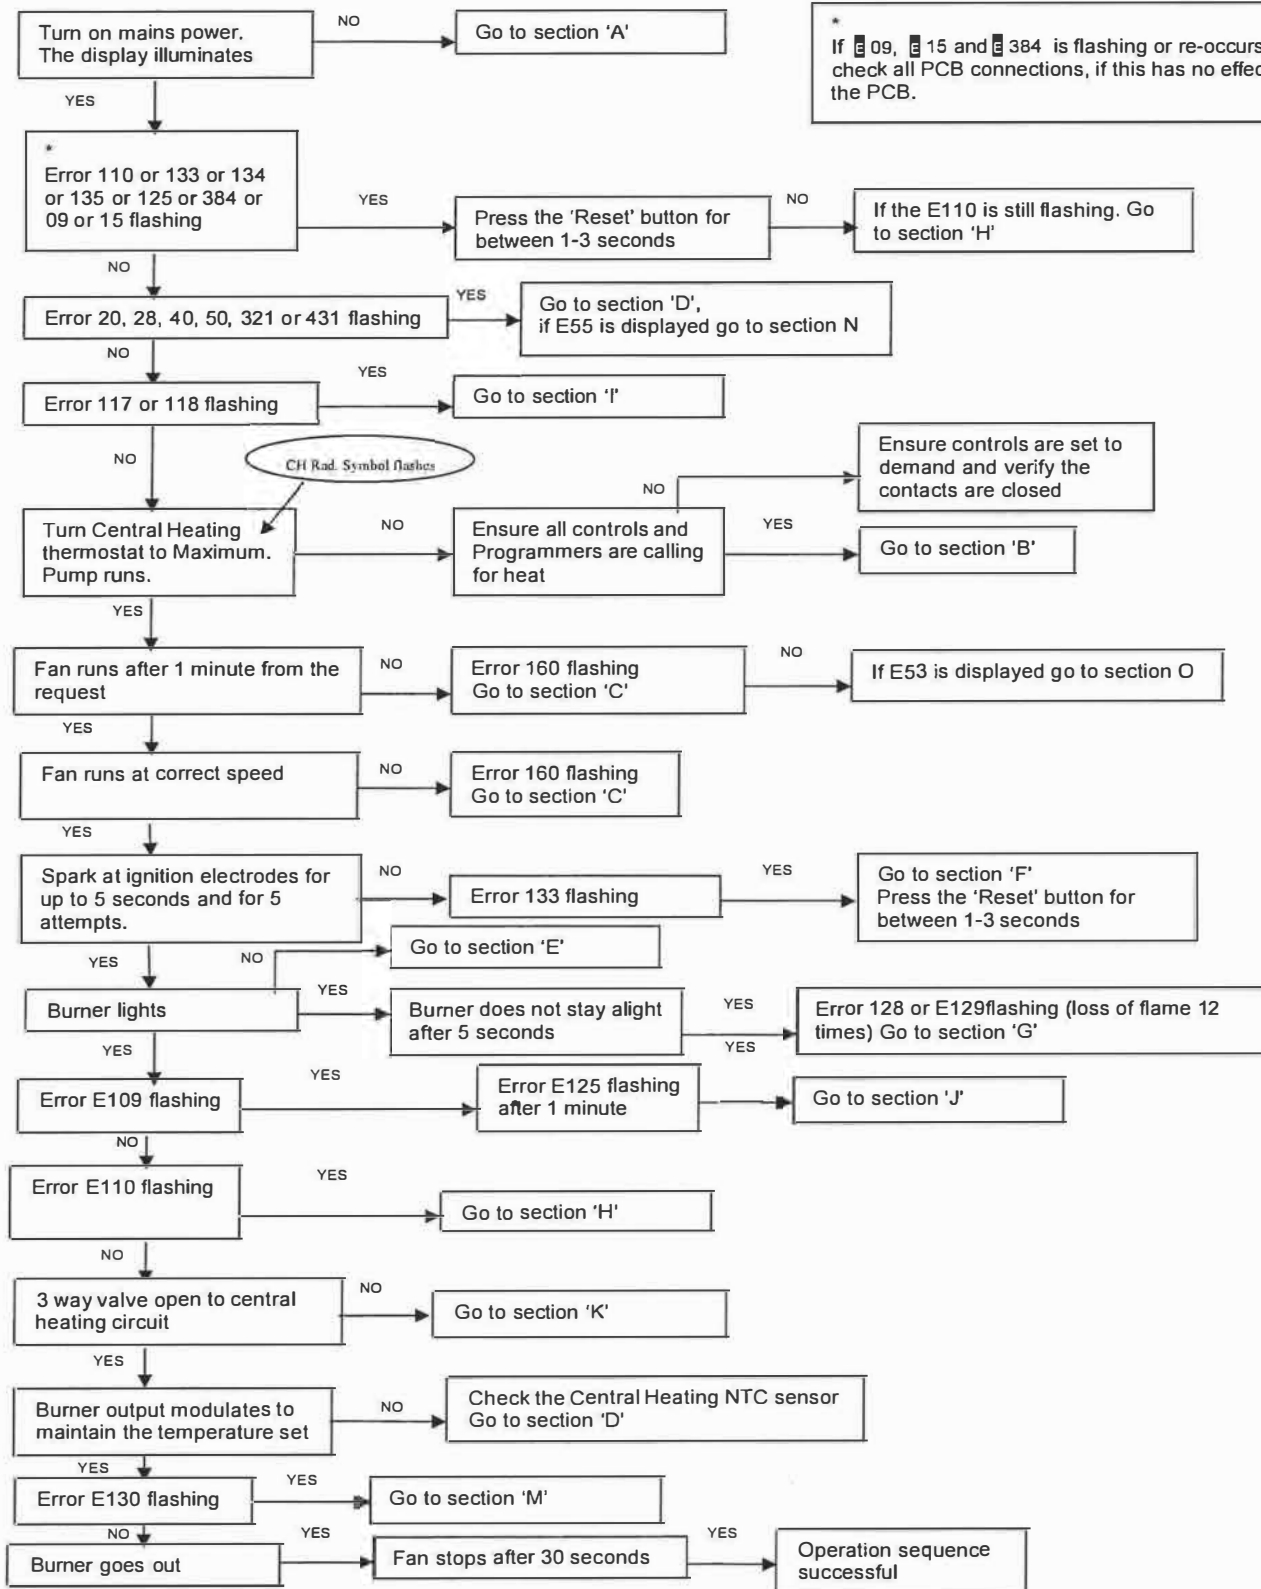 Turn on mains power.
The display illuminates
NO
Go to section 'A'
*
If E 09, E 15 and E 384 is flashing or re-occurs
check all PCB connections, if this has no effec
the PCB.
YES
*
Error 110 or 133 or 134
or 135 or 125 or 384 or
09 or 15 flashing
YES
Press the 'Reset' button for
between 1-3 seconds
NO
If the E110 is still flashing. Go
to section 'H'
NO
Error 20, 28, 40, 50, 321 or 431 flashing
YES
Go to section 'D',
if E55 is displayed go to section N
NO
Error 117 or 118 flashing
YES
Go to section 'I'
NO
CH Rad. Symbol flashes
Turn Central Heating
thermostat to Maximum.
Pump runs.
NO
Ensure all controls and
Programmers are calling
for heat
NO
Ensure controls are set to
demand and verify the
contacts are closed
YES
Go to section 'B'
YES
Fan runs after 1 minute from the
request
NO
Error 160 flashing
Go to section 'C'
NO
If E53 is displayed go to section O
YES
Fan runs at correct speed
NO
Error 160 flashing
Go to section 'C'
YES
Spark at ignition electrodes for
up to 5 seconds and for 5
attempts.
NO
Error 133 flashing
YES
Go to section 'F'
Press the 'Reset' button for
between 1-3 seconds
YES
NO
Go to section 'E'
Burner lights
YES
Burner does not stay alight
after 5 seconds
YES
YES
Error 128 or E129flashing (loss of flame 12
times) Go to section 'G'
YES
Error E109 flashing
YES
Error E125 flashing
after 1 minute
Go to section 'J'
NO
Error E110 flashing
YES
Go to section 'H'
NO
3 way valve open to central
heating circuit
NO
Go to section 'K'
YES
Burner output modulates to
maintain the temperature set
NO
Check the Central Heating NTC sensor
Go to section 'D'
YES
Error E130 flashing
YES
Go to section 'M'
NO
Burner goes out
YES
Fan stops after 30 seconds
YES
Operation sequence
successful